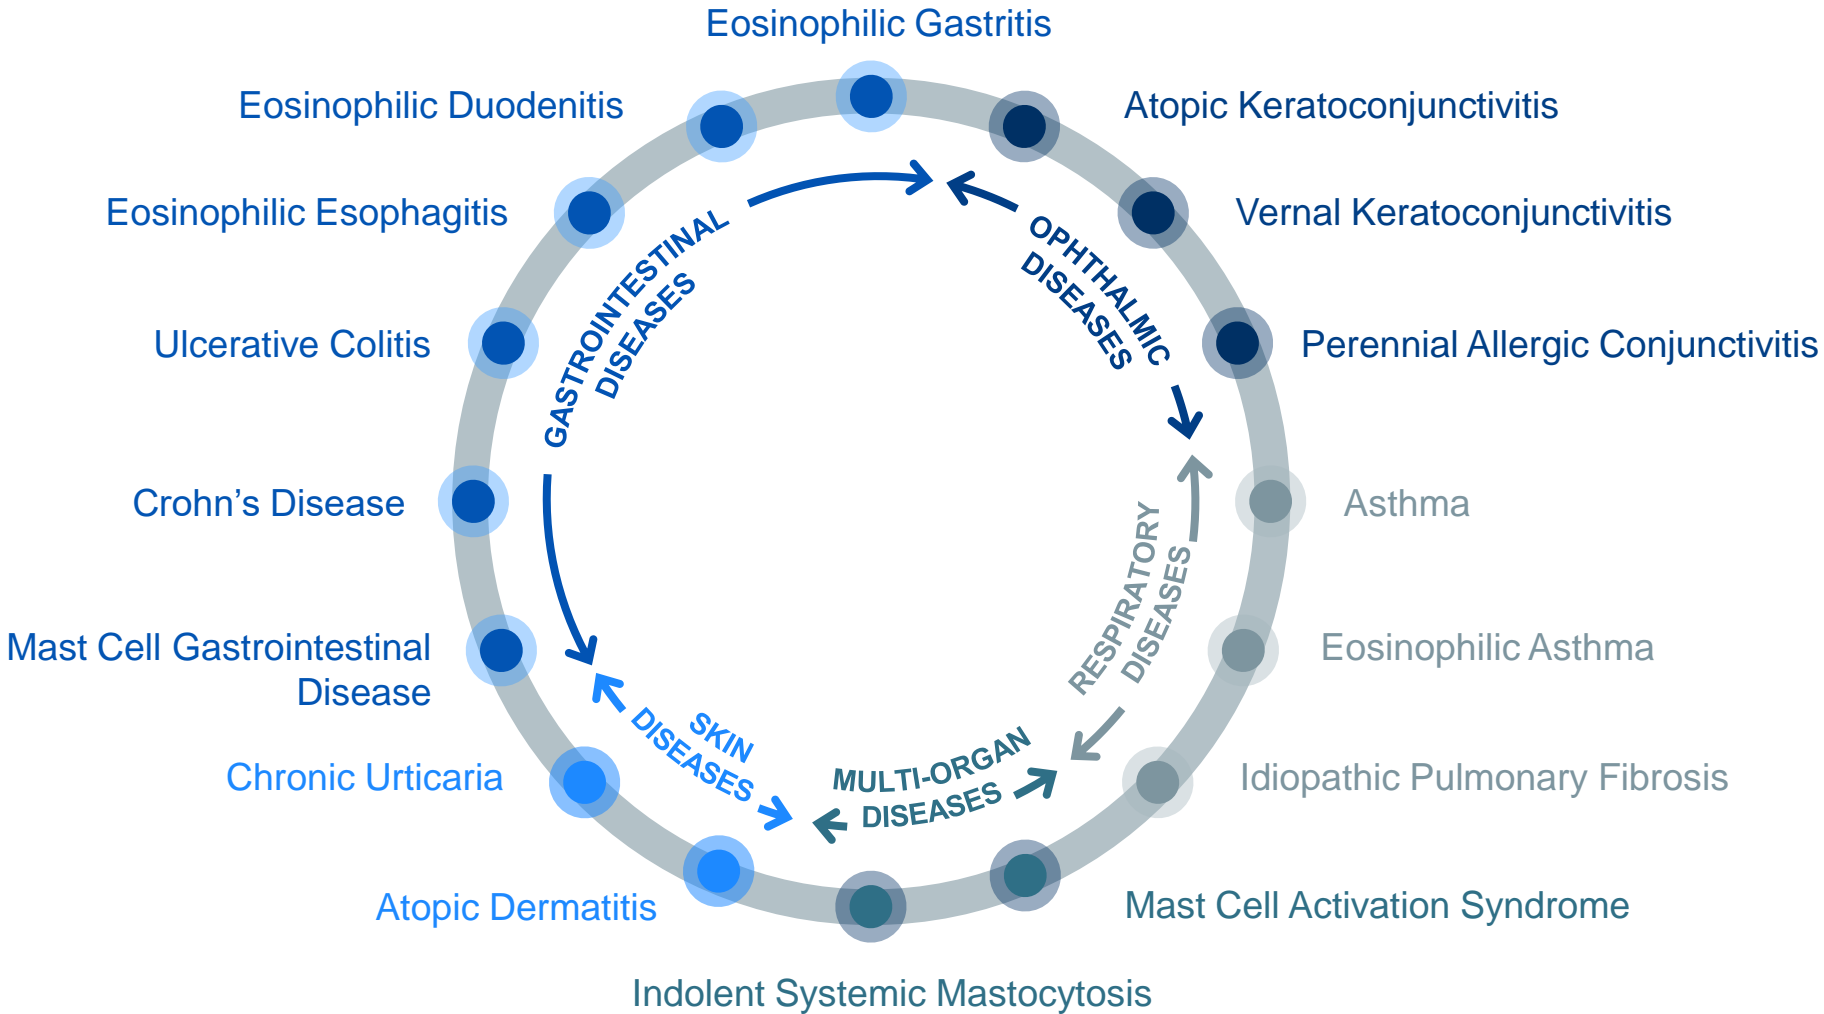 Eosinophilic Gastritis
Eosinophilic Duodenitis
Atopic Keratoconjunctivitis
Eosinophilic Esophagitis
Vernal Keratoconjunctivitis
GASTROINTESTINAL
DISEASES
OPHTHALMIC
DISEASES
Ulcerative Colitis
Perennial Allergic Conjunctivitis
Crohn’s Disease
Asthma
RESPIRATORY
DISEASES
Mast Cell Gastrointestinal
Disease
Eosinophilic Asthma
SKIN
DISEASES
MULTI-ORGAN
DISEASES
Chronic Urticaria
Idiopathic Pulmonary Fibrosis
Atopic Dermatitis
Mast Cell Activation Syndrome
Indolent Systemic Mastocytosis